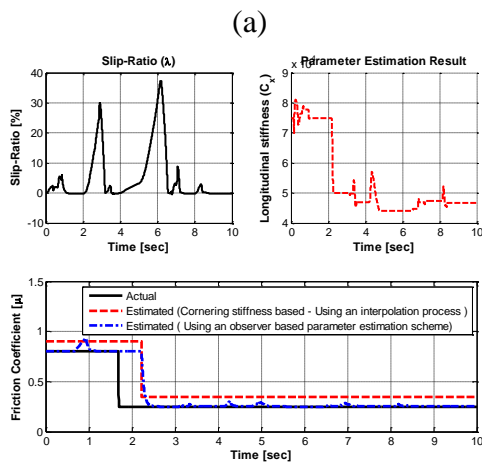 (a)
Slip-Ratio (λ)
Slip-Ratio [%]
40
30
20
10
0
-10
0 2 4 6 8 10
Time [sec]
Parameter Estimation Result
Longitudinal stiffness (Cx)
9
8
7
6
5
4
0 2 4 6 8 10
Time [sec]
Friction Coefficient [μ]
1.5
1
0.5
0
Actual
Estimated (Cornering stiffness based - Using an interpolation process )
Estimated ( Using an observer based parameter estimation scheme)
0 1 2 3 4 5 6 7 8 9 10
Time [sec]